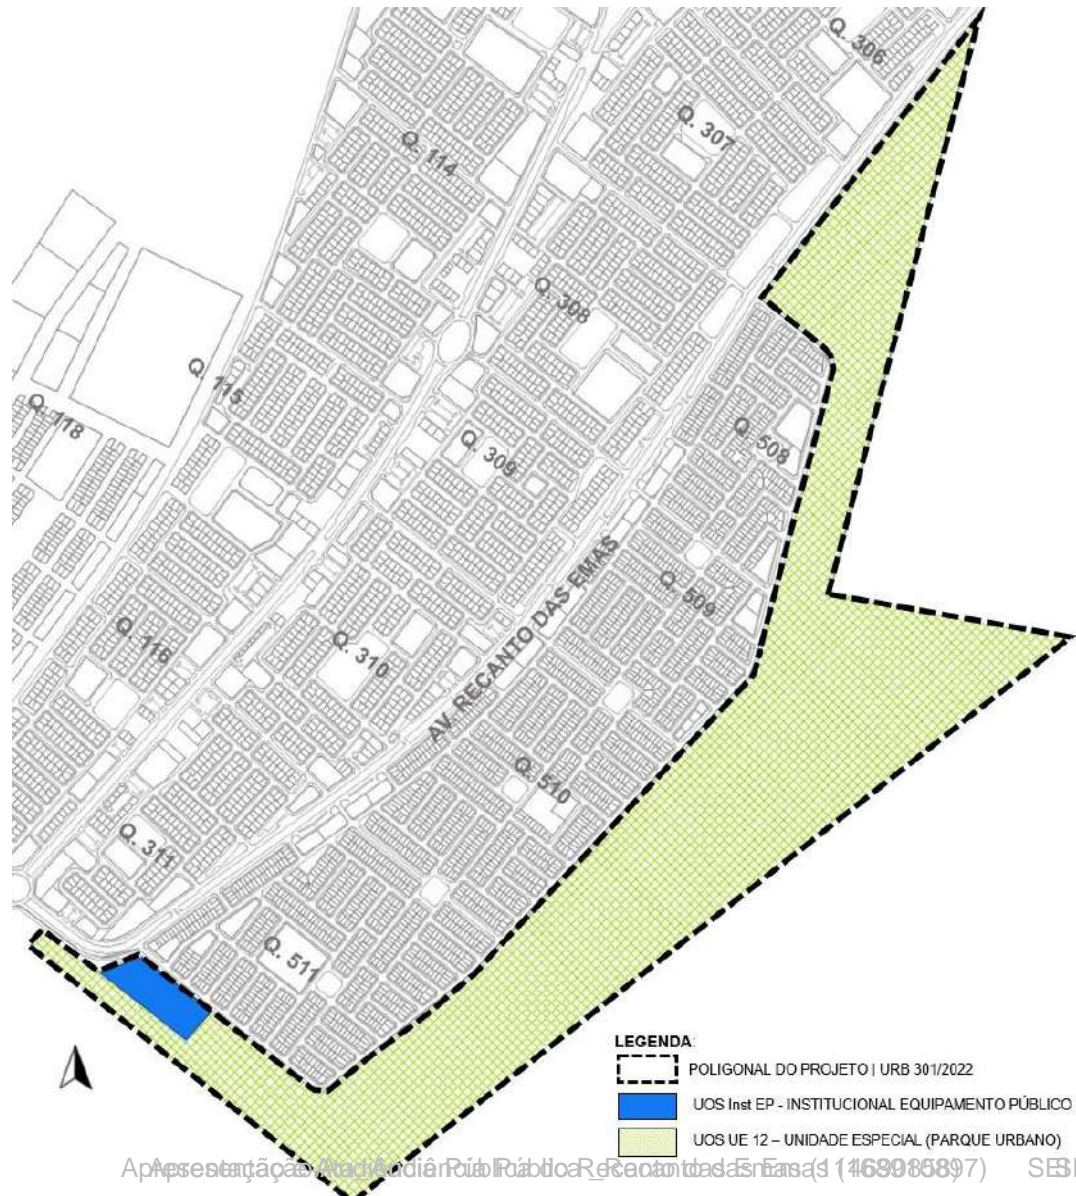 Q. 306
Q. 307
Q. 114
Q. 308
Q. 115
Q. 118
Q. 309
Q. 508
Q. 509
AV. RECANTO DAS EMAS
Q. 116
Q. 310
Q. 510
Q. 311
Q. 511
LEGENDA:
POLIGONAL DO PROJETO | URB 301/2022
UOS Inst EP - INSTITUCIONAL EQUIPAMENTO PÚBLICO
UOS UE 12 – UNIDADE ESPECIAL (PARQUE URBANO)